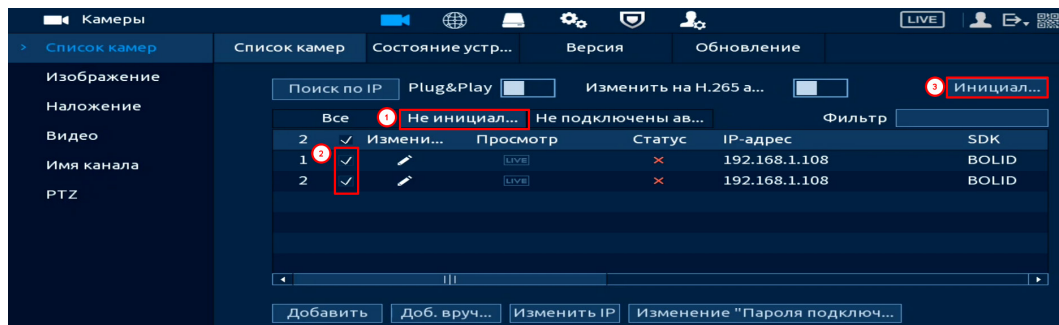 Камеры LIVE
Список камер Список камер Состояние устр... Версия Обновление
Изображение
Поиск по IP Plug&Play Изменить на H.265 а... 3 Инициал...
Наложение
Все 1 Не инициал... Не подключены ав... Фильтр
Видео
2 Измени... Просмотр Статус IP-адрес SDK
2
1 LIVE 192.168.1.108 BOLID
Имя канала
2 LIVE 192.168.1.108 BOLID
PTZ
Добавить Доб. вруч... Изменить IP Изменение "Пароля подключ...